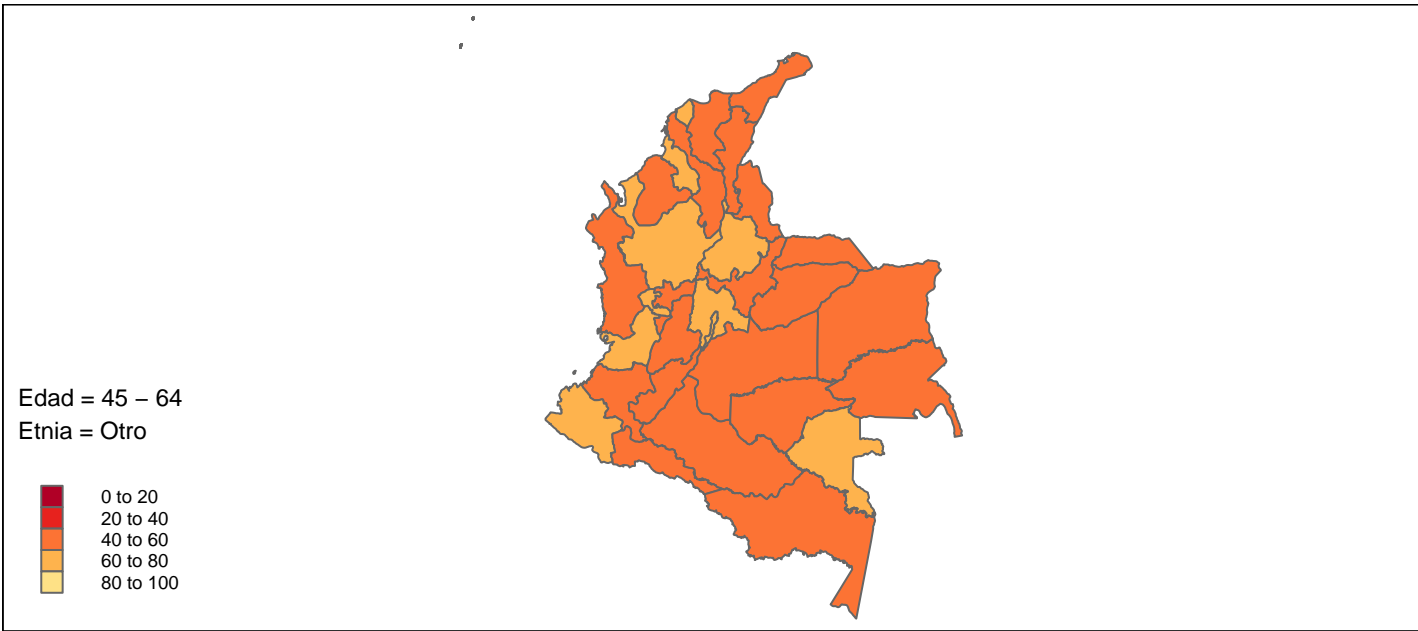 Edad = 45 − 64
Etnia = Otro
0 to 20
20 to 40
40 to 60
60 to 80
80 to 100